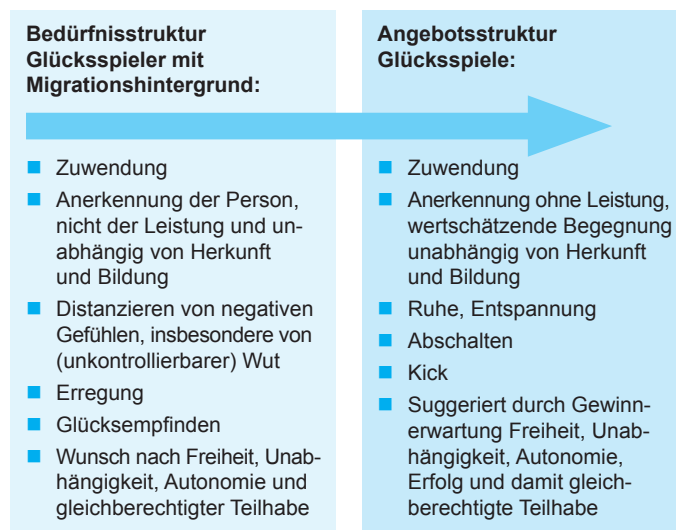 Bedürfnisstruktur
Glücksspieler mit
Migrationshintergrund:
Zuwendung
Anerkennung der Person,
nicht der Leistung und un-
abhängig von Herkunft
und Bildung
Distanzieren von negativen
Gefühlen, insbesondere von
(unkontrollierbarer) Wut
Erregung
Glücksempfinden
Wunsch nach Freiheit, Unab-
hängigkeit, Autonomie und
gleichberechtigter Teilhabe
Angebotsstruktur
Glücksspiele:
Zuwendung
Anerkennung ohne Leistung,
wertschätzende Begegnung
unabhängig von Herkunft
und Bildung
Ruhe, Entspannung
Abschalten
Kick
Suggeriert durch Gewinn-
erwartung Freiheit, Unab-
hängigkeit, Autonomie,
Erfolg und damit gleich-
berechtigte Teilhabe